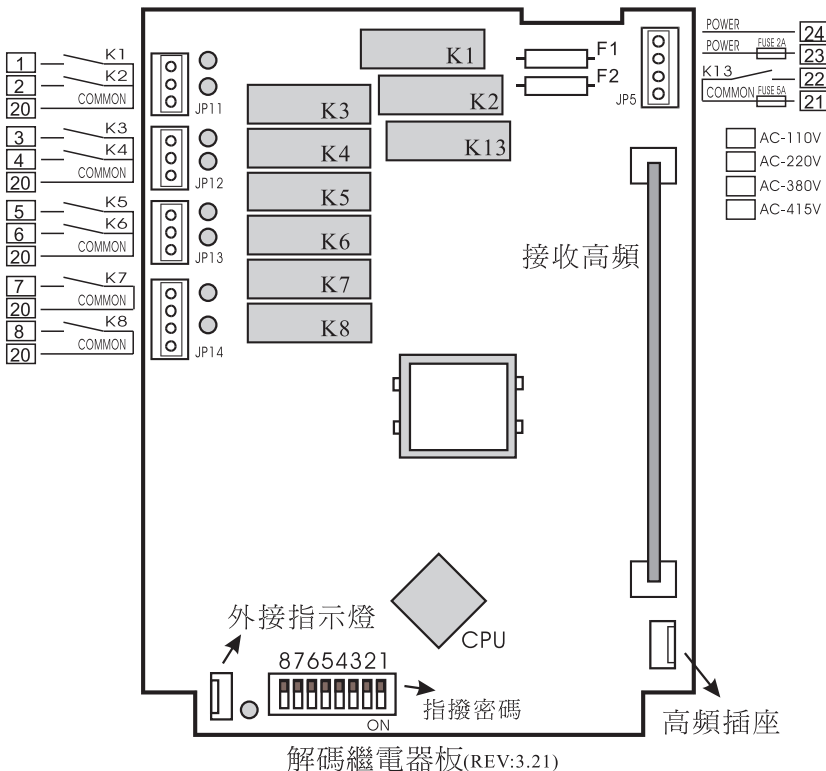 1 K1
2 K2
20 COMMON
JP11
3 K3
4 K4
20 COMMON
JP12
5 K5
6 K6
20 COMMON
JP13
7 K7
20 COMMON
8 K8
20 COMMON
JP14
K1
K2
K13
K3
K4
K5
K6
K7
K8
F1
F2
JP5
POWER 24
POWER FUSE 2A 23
K13 22
COMMON FUSE 5A 21
AC-110V
AC-220V
AC-380V
AC-415V
接收高頻
CPU
外接指示燈
87654321
ON
指撥密碼
高頻插座
解碼繼電器板(REV:3.21)